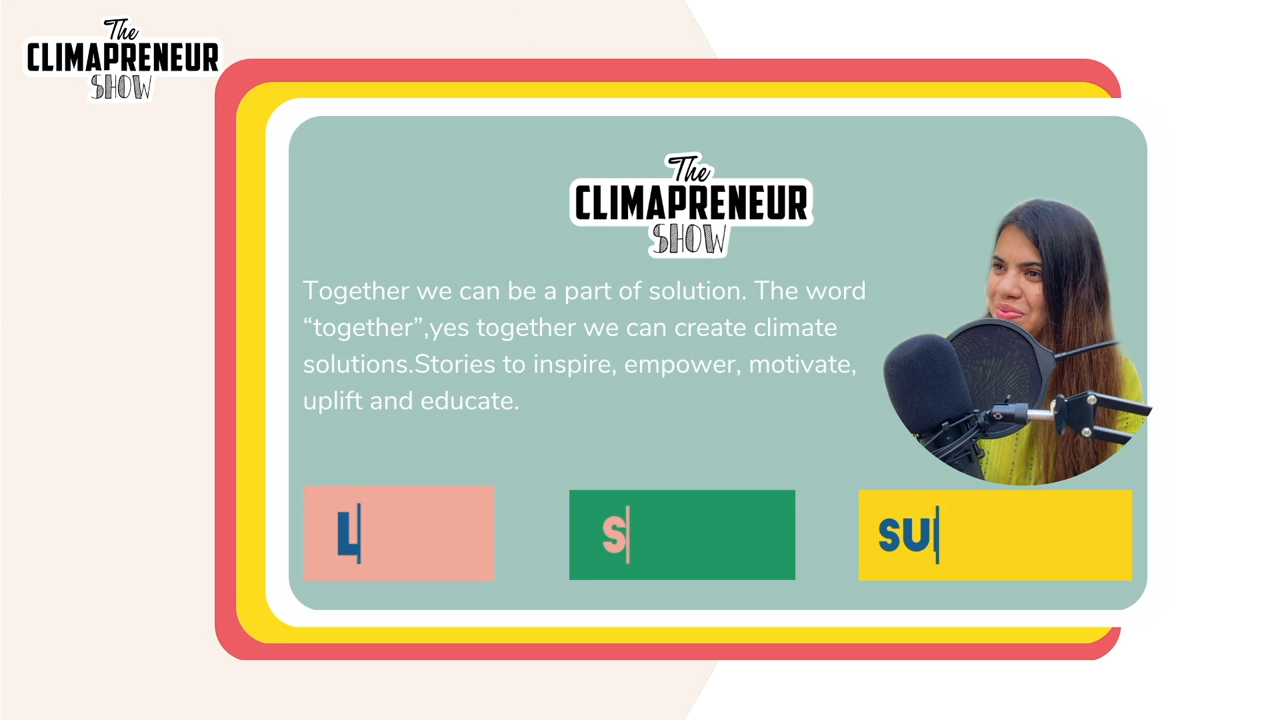 The
CLIMAPRENEUR
SHOW
The
CLIMAPRENEUR
SHOW
Together we can be a part of solution. The word
“together”,yes together we can create climate
solutions.Stories to inspire, empower, motivate,
uplift and educate.
L
S
SU